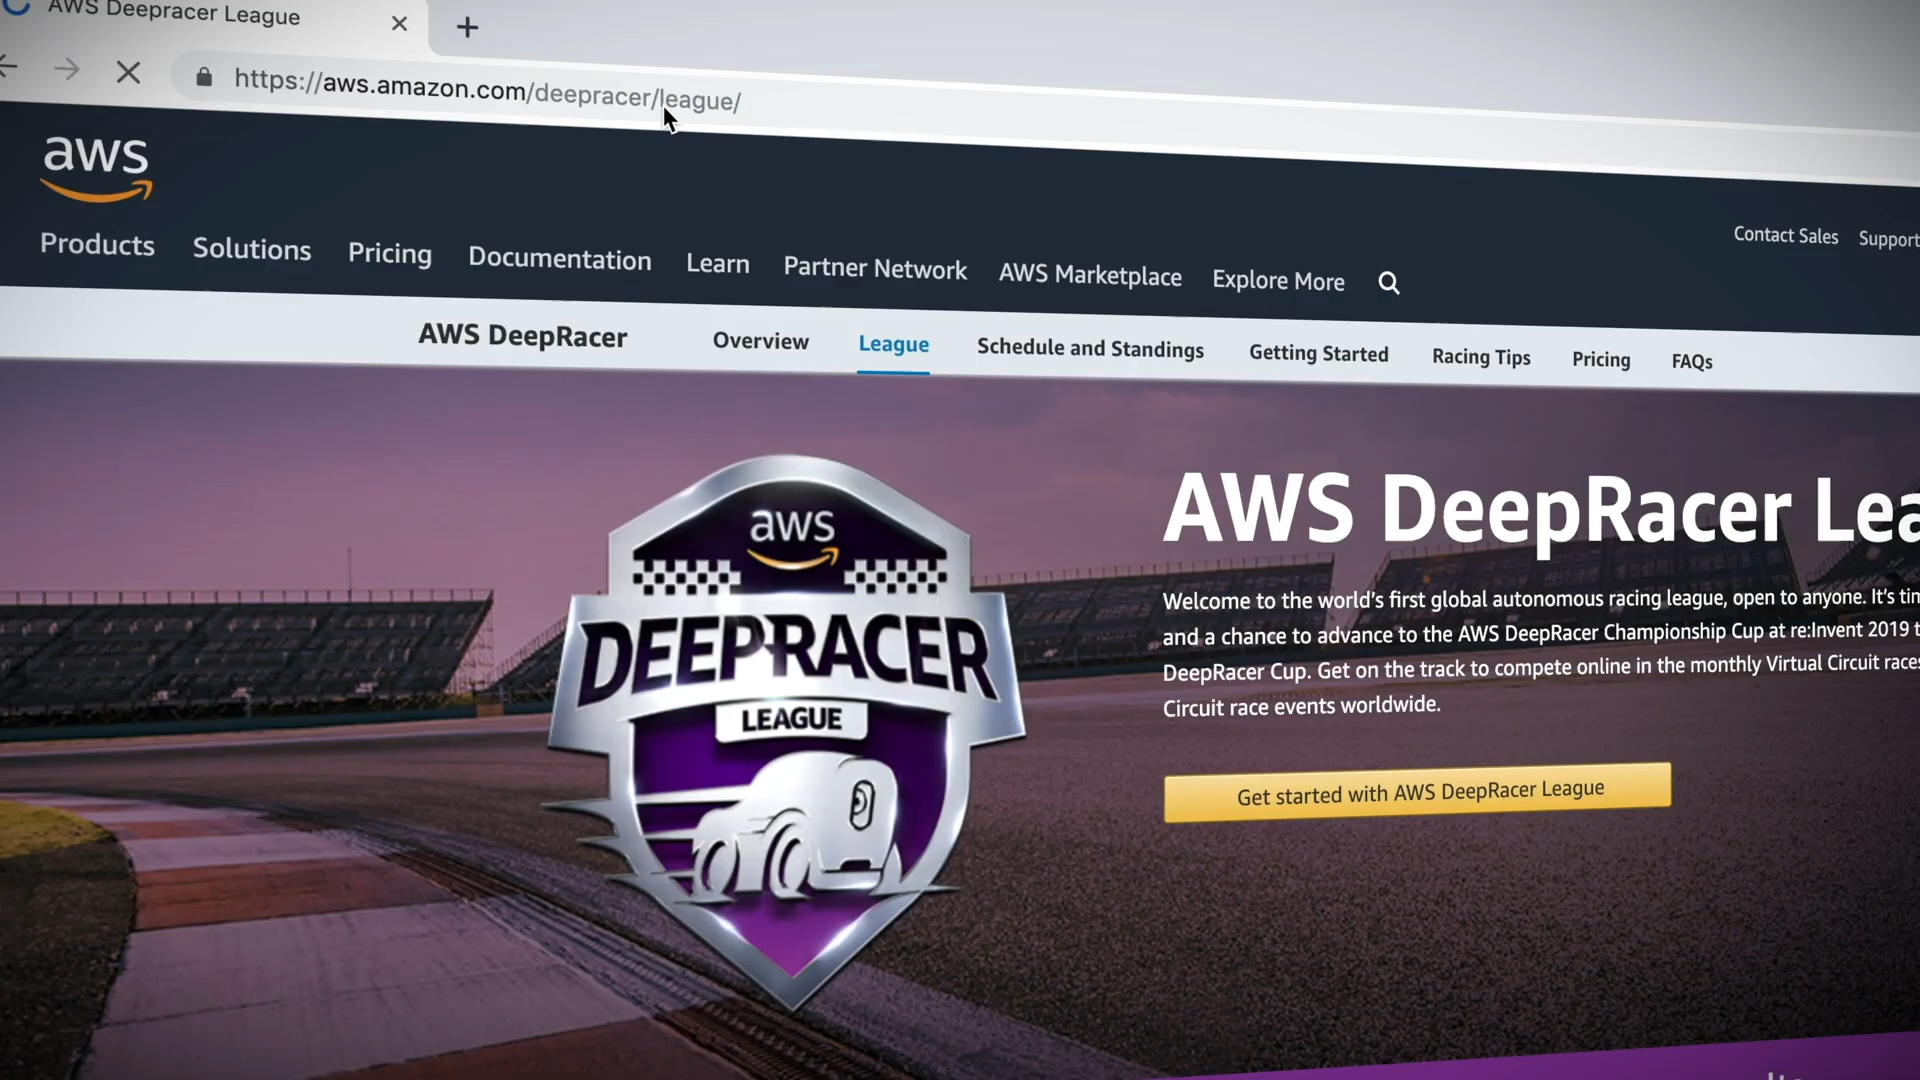 AWS Deepracer League
https://aws.amazon.com/deepracer/league/
aws
Contact Sales Support
Products Solutions Pricing Documentation Learn Partner Network AWS Marketplace Explore More
AWS DeepRacer Overview League Schedule and Standings Getting Started Racing Tips Pricing FAQs
aws
DEEPRACER
LEAGUE
AWS DeepRacer Lea
Welcome to the world's first global autonomous racing league, open to anyone. It's tim
and a chance to advance to the AWS DeepRacer Championship Cup at re:Invent 2019 t
DeepRacer Cup. Get on the track to compete online in the monthly Virtual Circuit races
Circuit race events worldwide.
Get started with AWS DeepRacer League